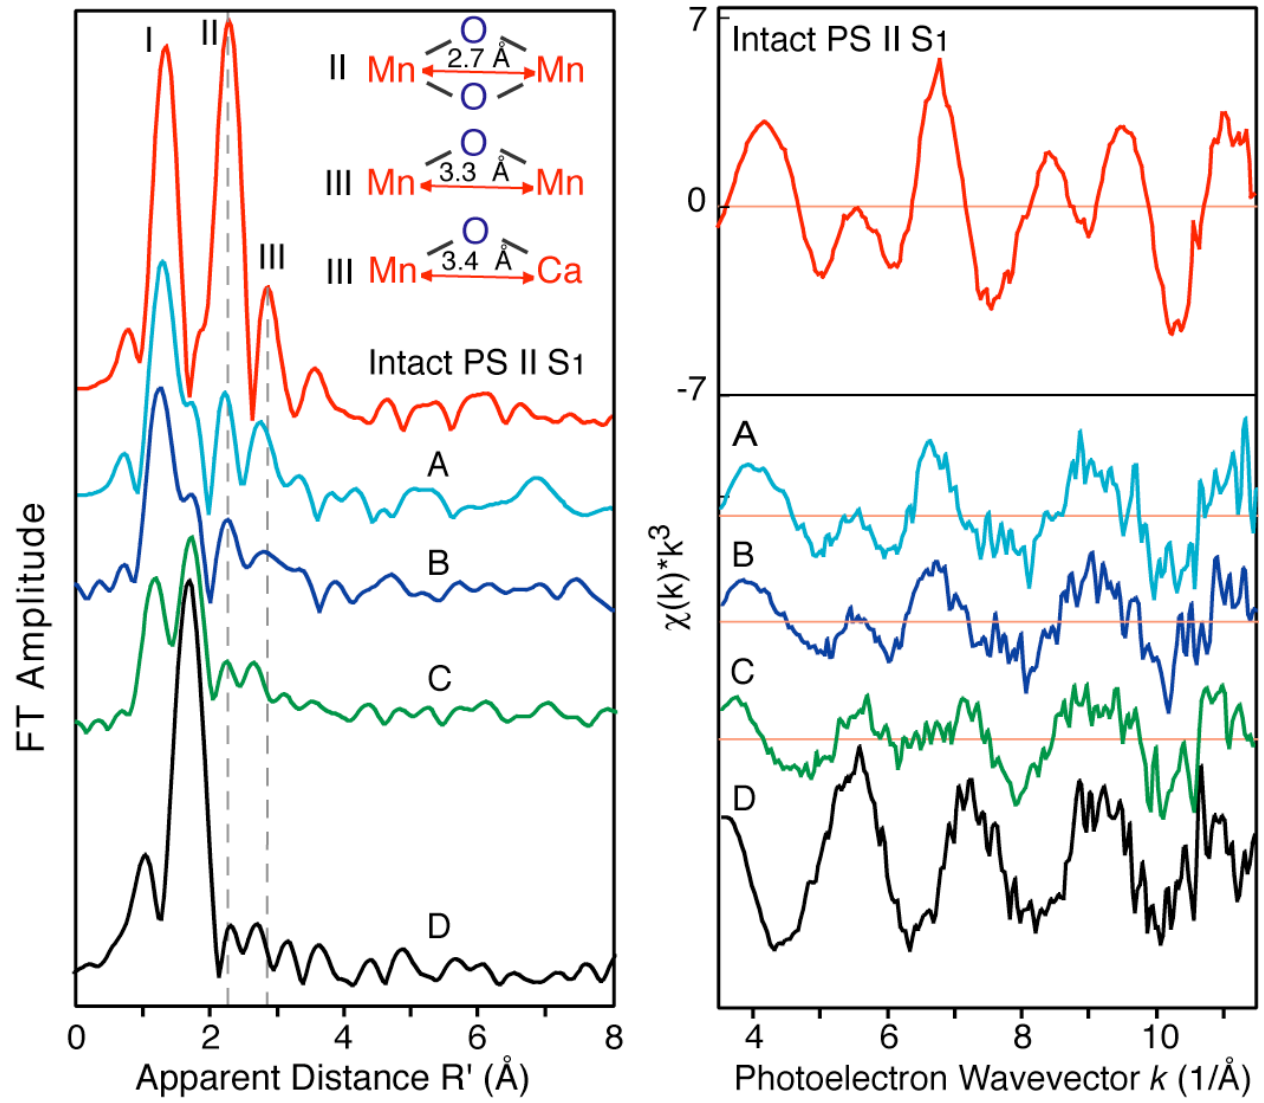 I
II
O
II Mn 2.7 Å Mn
O
O
III Mn 3.3 Å Mn
O
III
III Mn 3.4 Å Ca
Intact PS II S1
A
B
C
D
FT Amplitude
0 2 4 6 8
Apparent Distance R' (Å)
7
Intact PS II S1
0
-7
A
B
C
D
χ(k)*k³
4 6 8 10
Photoelectron Wavevector k (1/Å)